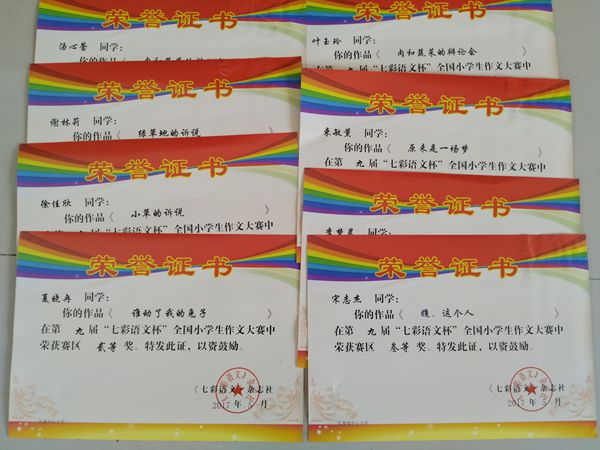 汤心蕾 同学:
荣誉证书
谢林莉 同学:
你的作品《 绿草地的诉说
荣誉证书
徐佳欣 同学:
你的作品《 小草的诉说 》
在第 九 届“七彩语文杯”全国小学生作文大赛中
荣誉证书
夏晓冉 同学:
你的作品《 谁动了我的兔子 》
在第 九 届“七彩语文杯”全国小学生作文大赛中
荣获赛区 贰等 奖。特发此证,以资鼓励。
《七彩语文》杂志社
2017 年 5 月
荣誉证书
叶玉玲 同学:
你的作品《 肉和蔬菜的辩论会 》
在第 九 届“七彩语文杯”全国小学生作文大赛中
荣誉证书
来敏萱 同学:
你的作品《 原来是一场梦 》
在第 九 届“七彩语文杯”全国小学生作文大赛中
荣誉证书
同学:
荣誉证书
宋志杰 同学:
你的作品《 瞧,这个人 》
在第 九 届“七彩语文杯”全国小学生作文大赛中
荣获赛区 叁等 奖。特发此证,以资鼓励。
《七彩语文》杂志社
2017 年 5 月